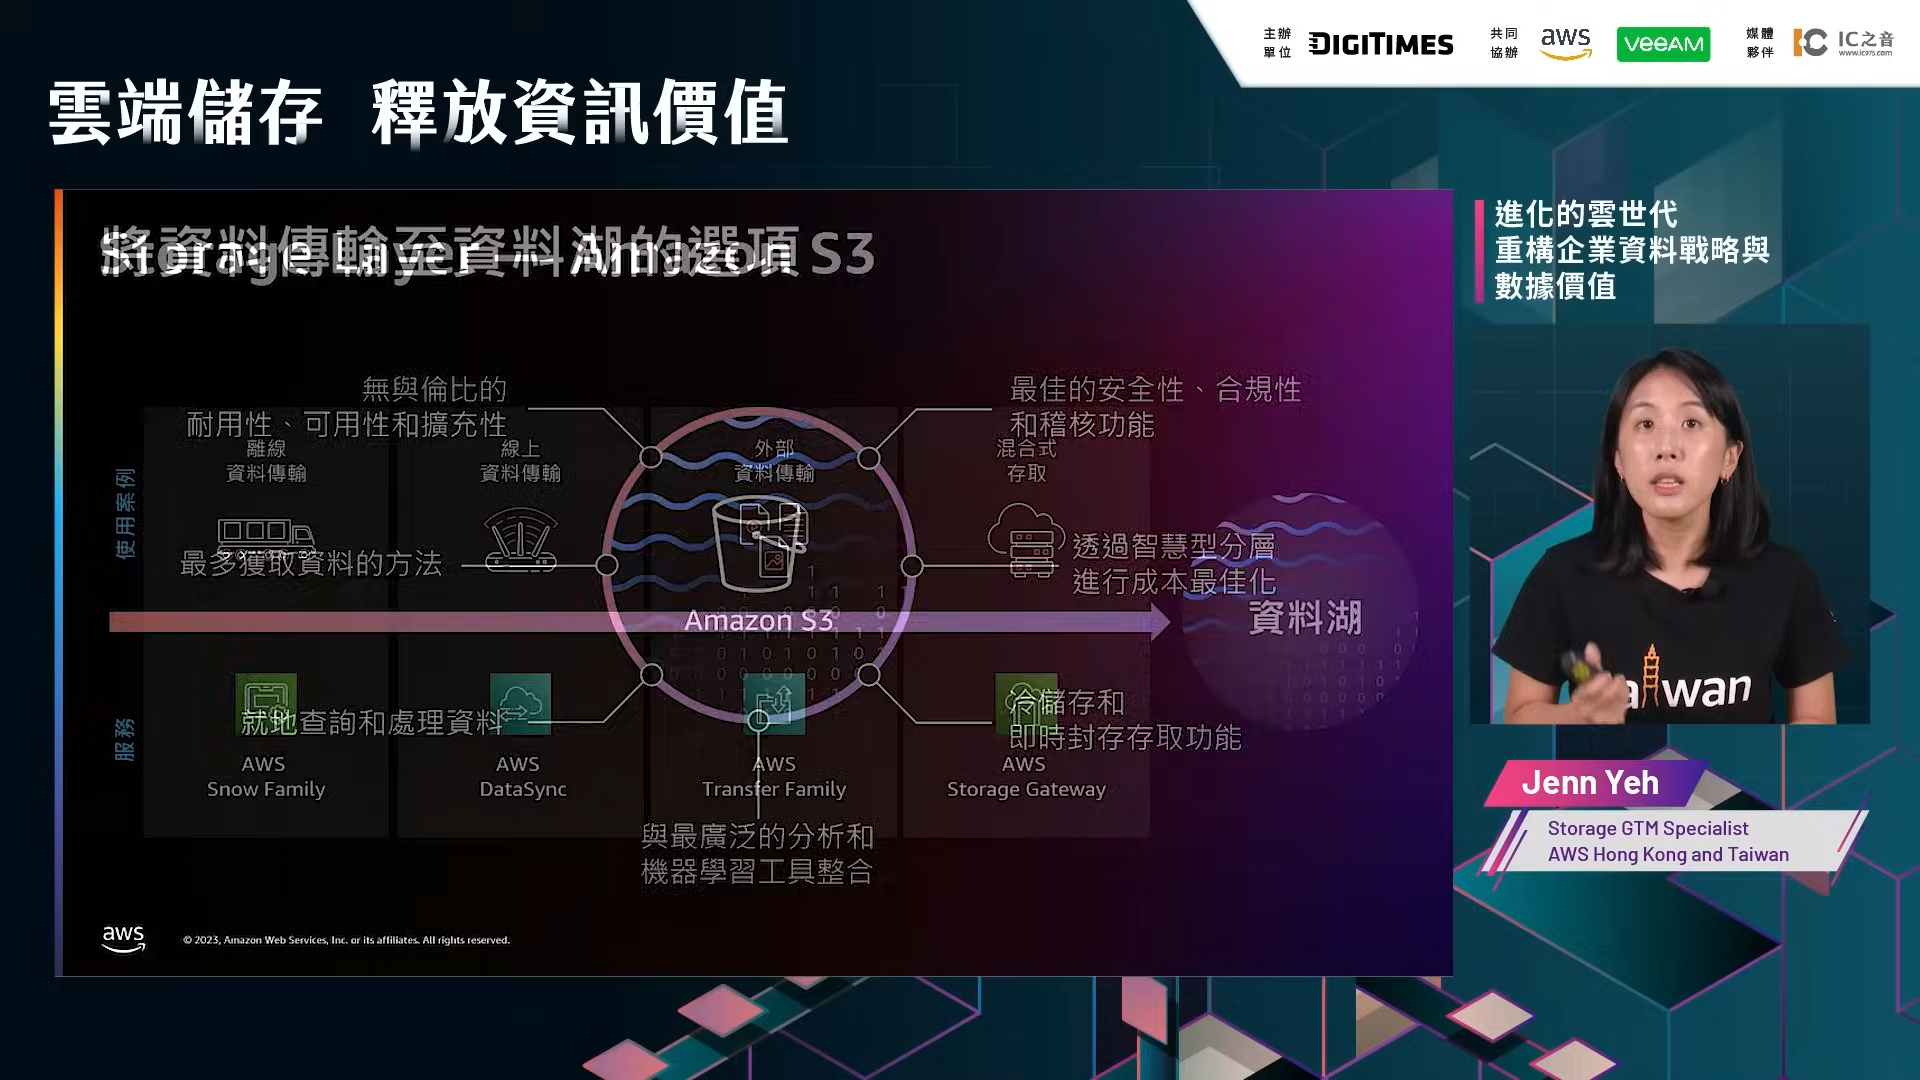 主辦
單位
DIGITIMES
共同
協辦
aws
veeAM
媒體
夥伴
IC之音
www.ic975.com
雲端儲存 釋放資訊價值
將資料傳輸至資料湖的選項
Storage Layer — Amazon S3
無與倫比的
耐用性、可用性和擴充性
最佳的安全性、合規性
和稽核功能
使用案例
離線
資料傳輸
線上
資料傳輸
外部
資料傳輸
混合式
存取
最多獲取資料的方法
透過智慧型分層
進行成本最佳化
Amazon S3
資料湖
服務
就地查詢和處理資料
冷儲存和
即時封存存取功能
AWS
Snow Family
AWS
DataSync
AWS
Transfer Family
AWS
Storage Gateway
與最廣泛的分析和
機器學習工具整合
aws
© 2023, Amazon Web Services, Inc. or its affiliates. All rights reserved.
進化的雲世代
重構企業資料戰略與
數據價值
Jenn Yeh
Storage GTM Specialist
AWS Hong Kong and Taiwan